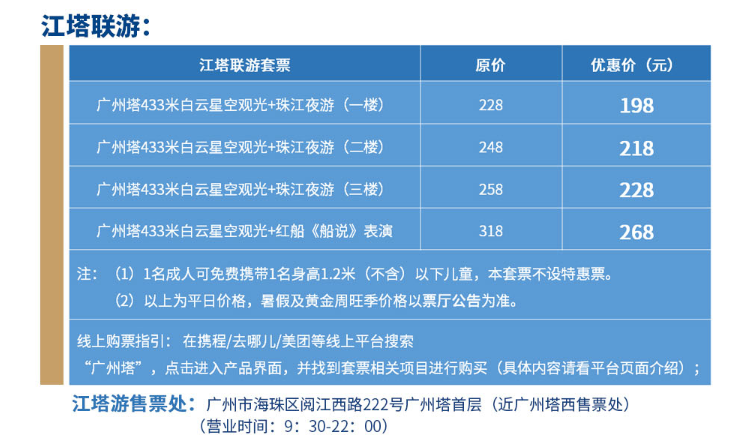 江塔联游：
江塔联游套票 原价 优惠价（元）
广州塔433米白云星空观光+珠江夜游（一楼） 228 198
广州塔433米白云星空观光+珠江夜游（二楼） 248 218
广州塔433米白云星空观光+珠江夜游（三楼） 258 228
广州塔433米白云星空观光+红船《船说》表演 318 268
注：（1）1名成人可免费携带1名身高1.2米（不含）以下儿童，本套票不设特惠票。
（2）以上为平日价格，暑假及黄金周旺季价格以票厅公告为准。
线上购票指引： 在携程/去哪儿/美团等线上平台搜索
“广州塔”，点击进入产品界面，并找到套票相关项目进行购买（具体内容请看平台页面介绍）；
江塔游售票处：广州市海珠区阅江西路222号广州塔首层（近广州塔西售票处）
（营业时间：9：30-22：00）